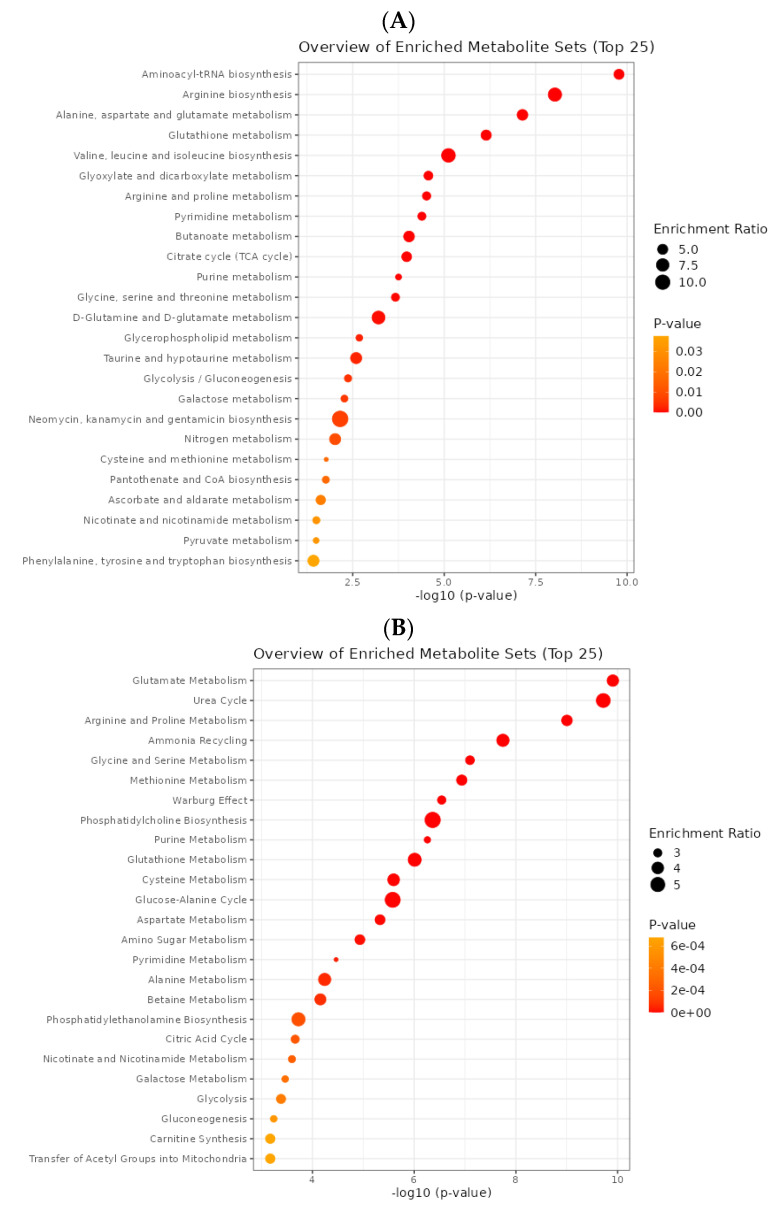 (A)
Overview of Enriched Metabolite Sets (Top 25)
Aminoacyl-tRNA biosynthesis
Arginine biosynthesis
Alanine, aspartate and glutamate metabolism
Glutathione metabolism
Valine, leucine and isoleucine biosynthesis
Glyoxylate and dicarboxylate metabolism
Arginine and proline metabolism
Pyrimidine metabolism
Butanoate metabolism
Citrate cycle (TCA cycle)
Purine metabolism
Glycine, serine and threonine metabolism
D-Glutamine and D-glutamate metabolism
Glycerophospholipid metabolism
Taurine and hypotaurine metabolism
Glycolysis / Gluconeogenesis
Galactose metabolism
Neomycin, kanamycin and gentamicin biosynthesis
Nitrogen metabolism
Cysteine and methionine metabolism
Pantothenate and CoA biosynthesis
Ascorbate and aldarate metabolism
Nicotinate and nicotinamide metabolism
Pyruvate metabolism
Phenylalanine, tyrosine and tryptophan biosynthesis
2.5 5.0 7.5 10.0
-log10 (p-value)
Enrichment Ratio
5.0
7.5
10.0
P-value
0.03
0.02
0.01
0.00
(B)
Overview of Enriched Metabolite Sets (Top 25)
Glutamate Metabolism
Urea Cycle
Arginine and Proline Metabolism
Ammonia Recycling
Glycine and Serine Metabolism
Methionine Metabolism
Warburg Effect
Phosphatidylcholine Biosynthesis
Purine Metabolism
Glutathione Metabolism
Cysteine Metabolism
Glucose-Alanine Cycle
Aspartate Metabolism
Amino Sugar Metabolism
Pyrimidine Metabolism
Alanine Metabolism
Betaine Metabolism
Phosphatidylethanolamine Biosynthesis
Citric Acid Cycle
Nicotinate and Nicotinamide Metabolism
Galactose Metabolism
Glycolysis
Gluconeogenesis
Carnitine Synthesis
Transfer of Acetyl Groups into Mitochondria
4 6 8 10
-log10 (p-value)
Enrichment Ratio
3
4
5
P-value
6e-04
4e-04
2e-04
0e+00